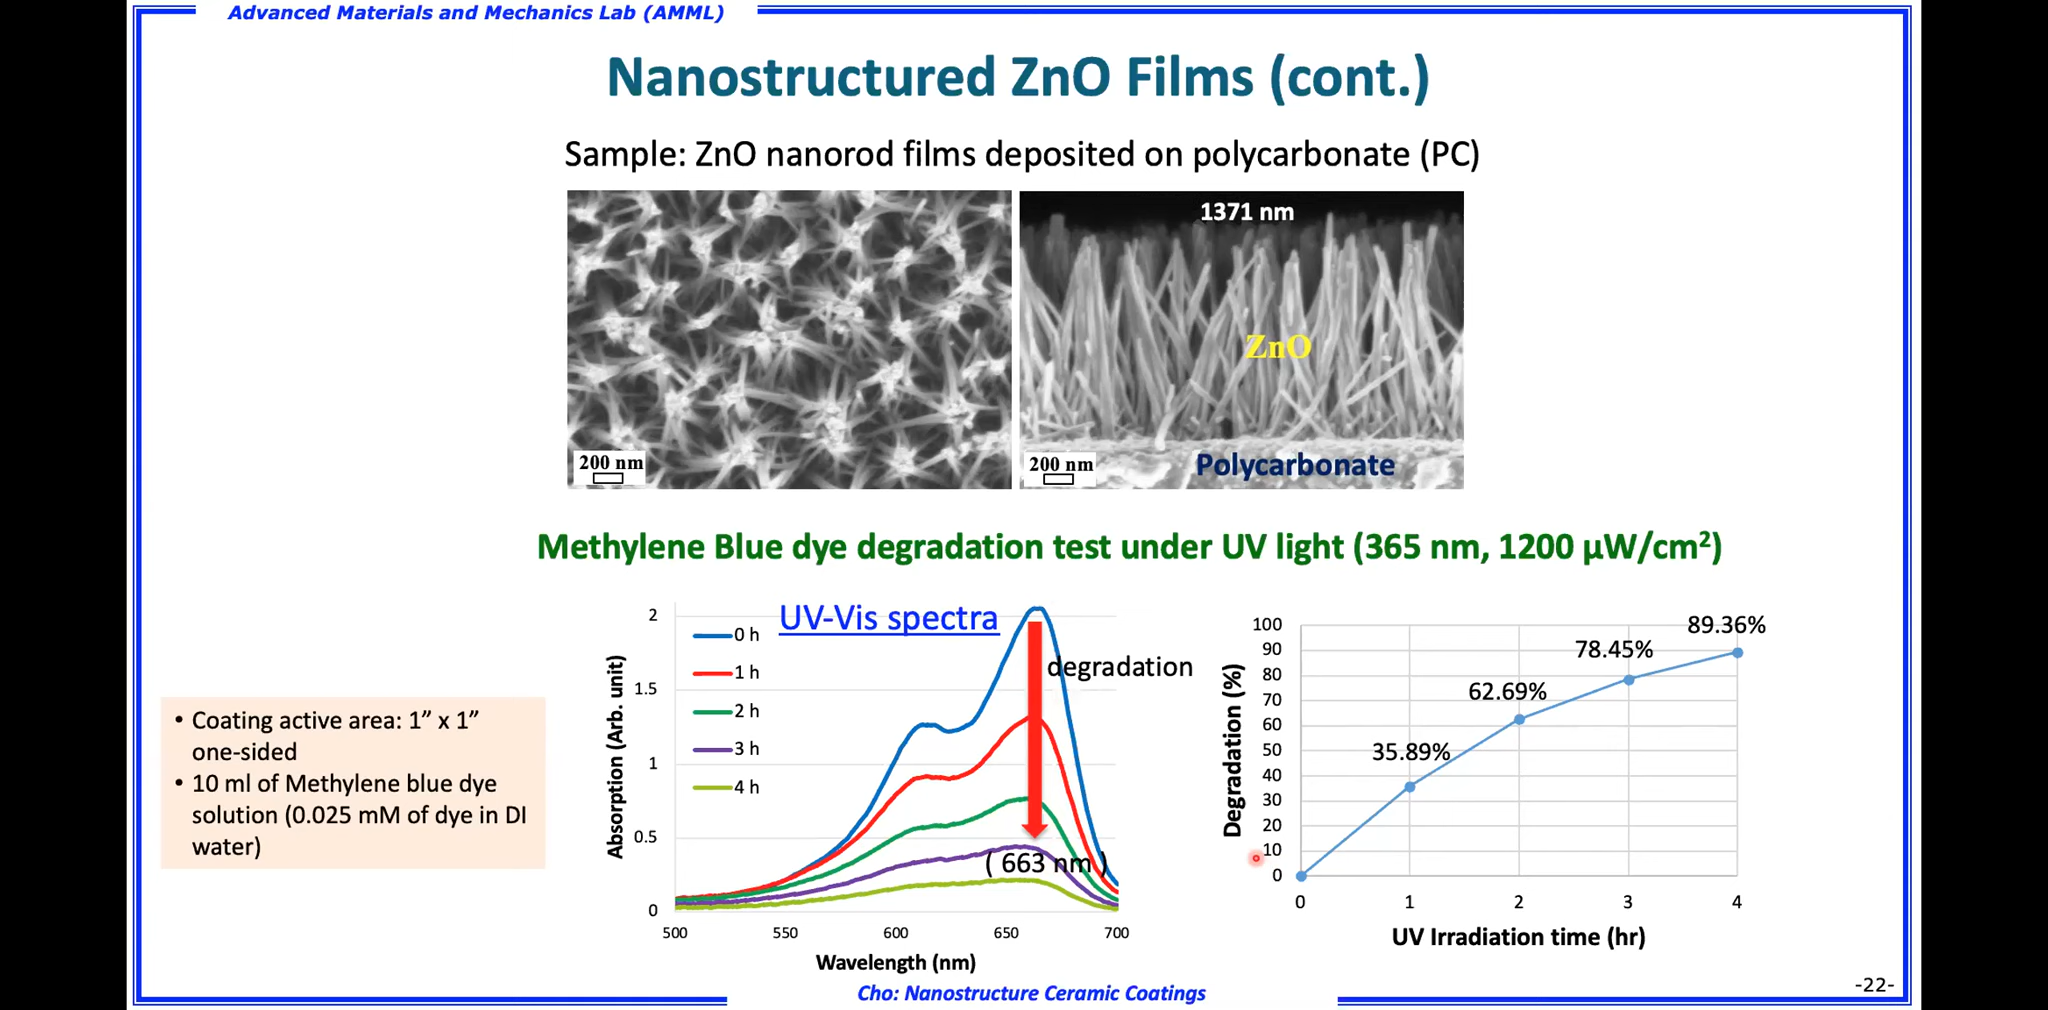 Advanced Materials and Mechanics Lab (AMML)
Nanostructured ZnO Films (cont.)
Sample: ZnO nanorod films deposited on polycarbonate (PC)
200 nm
1371 nm
ZnO
200 nm
Polycarbonate
Methylene Blue dye degradation test under UV light (365 nm, 1200 µW/cm²)
• Coating active area: 1” x 1”
one-sided
• 10 ml of Methylene blue dye
solution (0.025 mM of dye in DI
water)
UV-Vis spectra
Absorption (Arb. unit)
2
1.5
1
0.5
0
0 h
1 h
2 h
3 h
4 h
degradation
( 663 nm )
500
550
600
650
700
Wavelength (nm)
Degradation (%)
100
90
80
70
60
50
40
30
20
10
0
35.89%
62.69%
78.45%
89.36%
0
1
2
3
4
UV Irradiation time (hr)
Cho: Nanostructure Ceramic Coatings
-22-